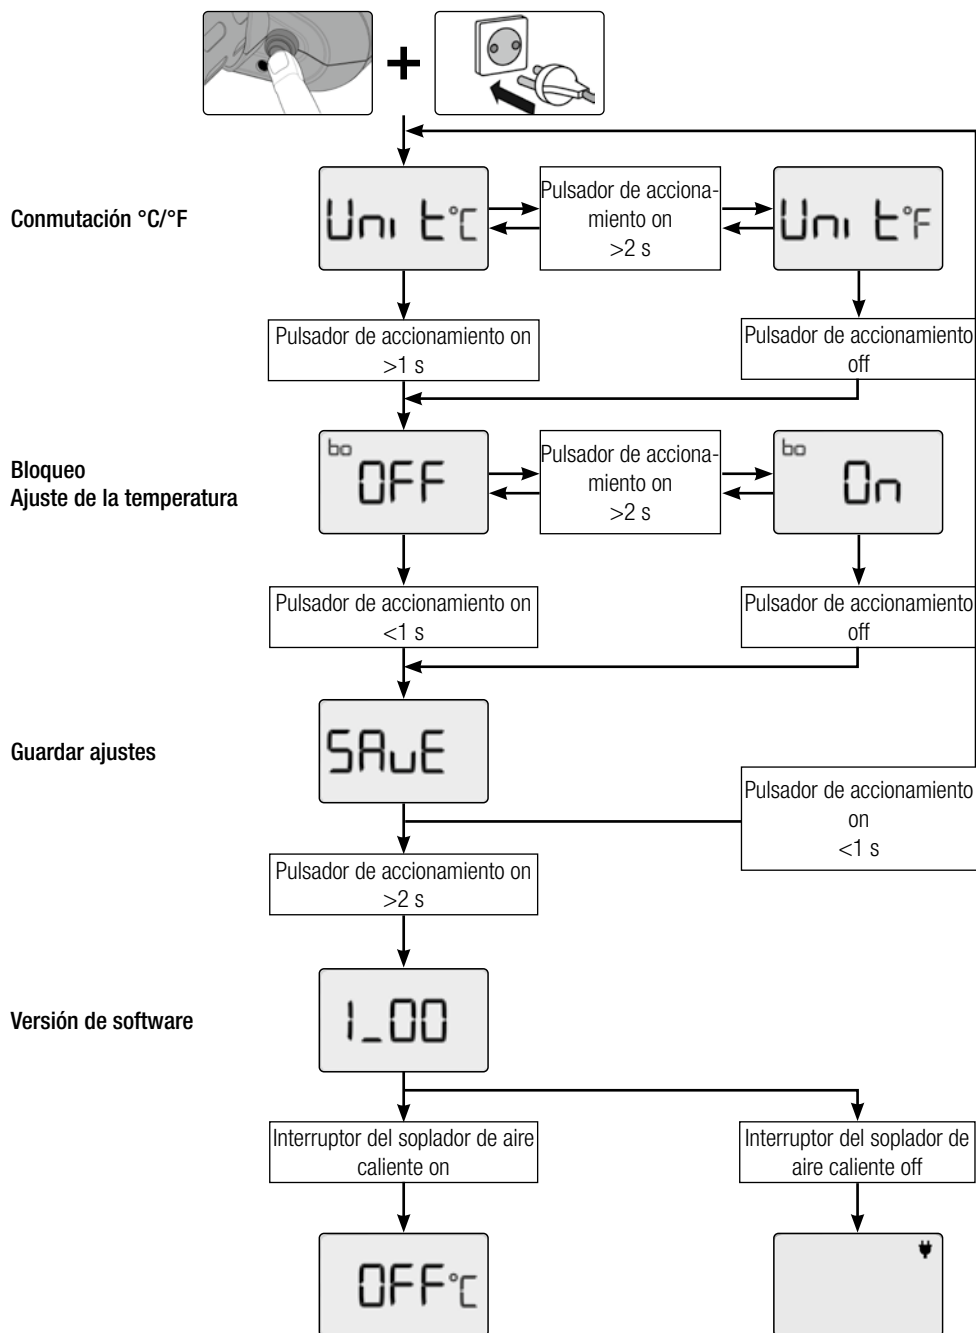 Conmutación °C/°F
Unit°C
Pulsador de acciona-
miento on
>2 s
Unit°F
Pulsador de accionamiento on
>1 s
Pulsador de accionamiento
off
Bloqueo
Ajuste de la temperatura
bo
OFF
Pulsador de acciona-
miento on
>2 s
bo
On
Pulsador de accionamiento on
<1 s
Pulsador de accionamiento
off
Guardar ajustes
SAvE
Pulsador de accionamiento
on
<1 s
Pulsador de accionamiento on
>2 s
Versión de software
1_00
Interruptor del soplador de aire
caliente on
Interruptor del soplador de
aire caliente off
OFF°C